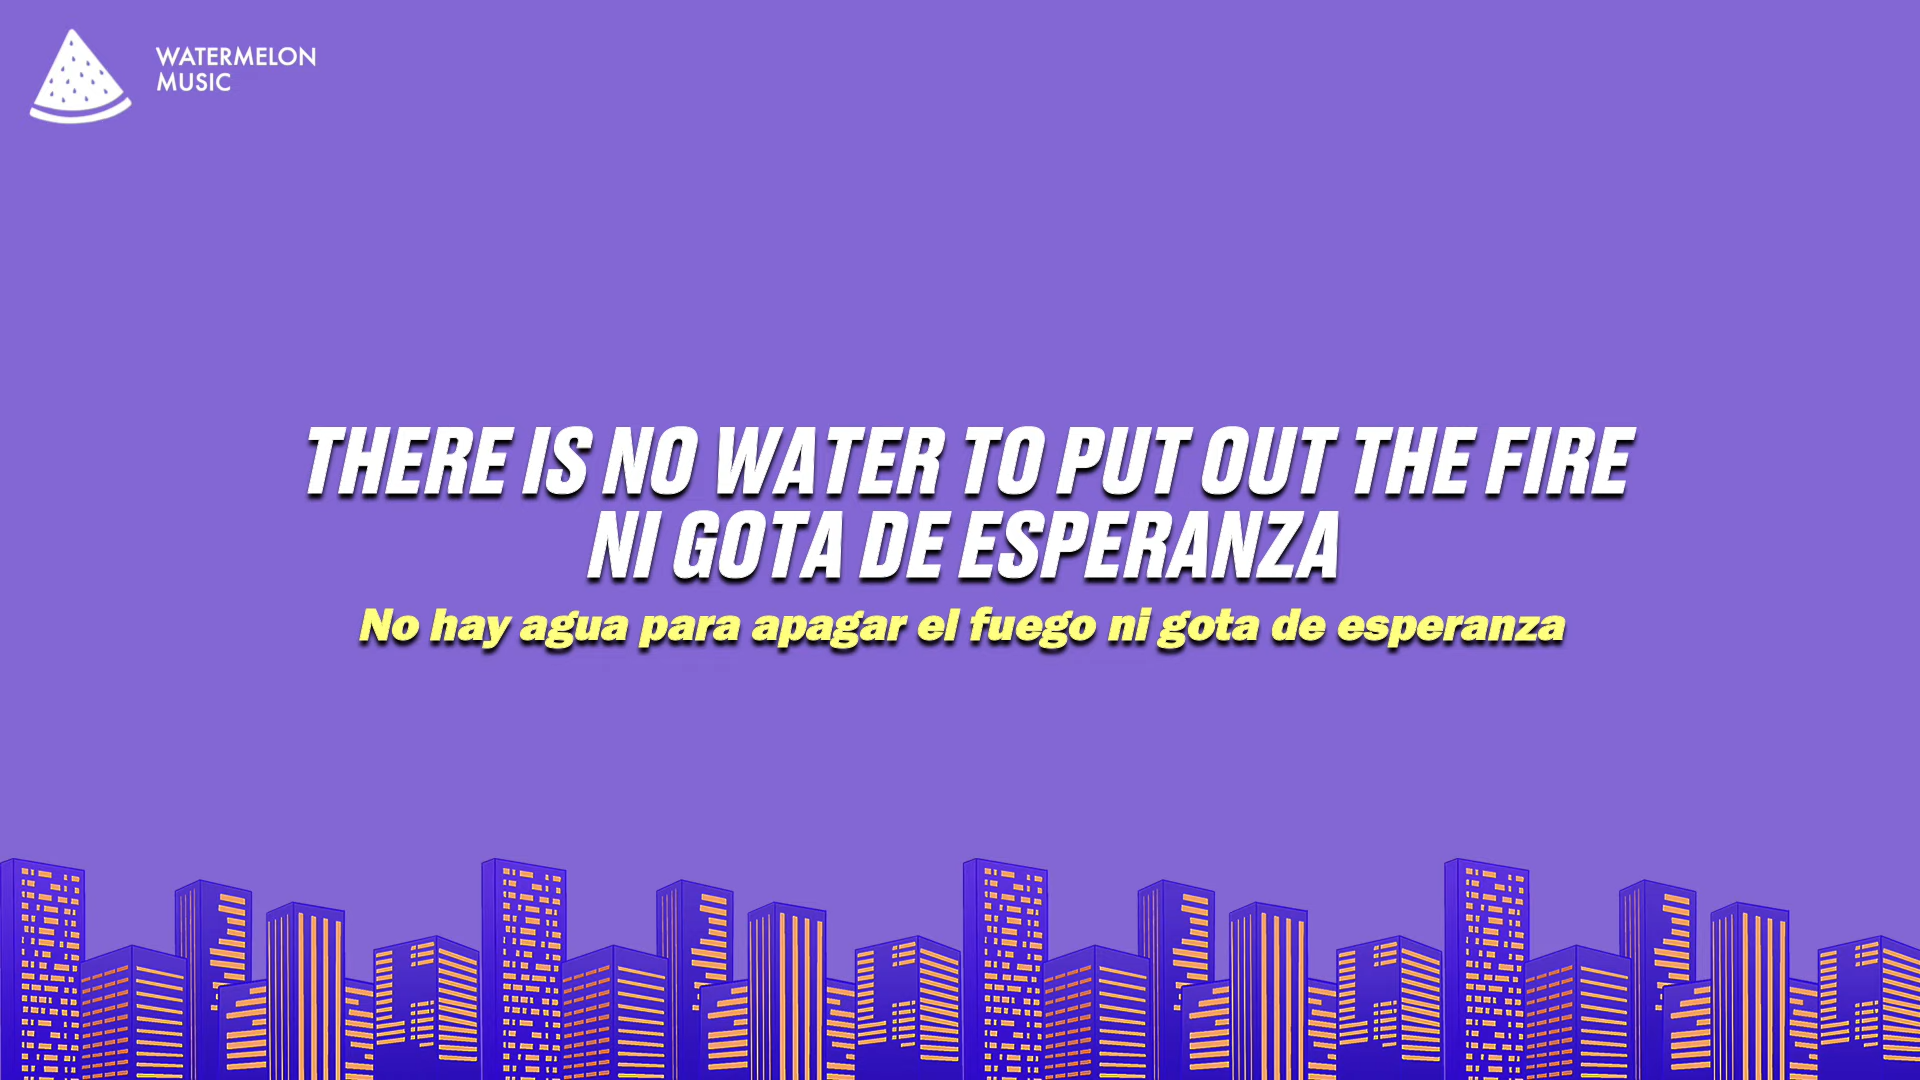 WATERMELON
MUSIC
THERE IS NO WATER TO PUT OUT THE FIRE
NI GOTA DE ESPERANZA
No hay agua para apagar el fuego ni gota de esperanza